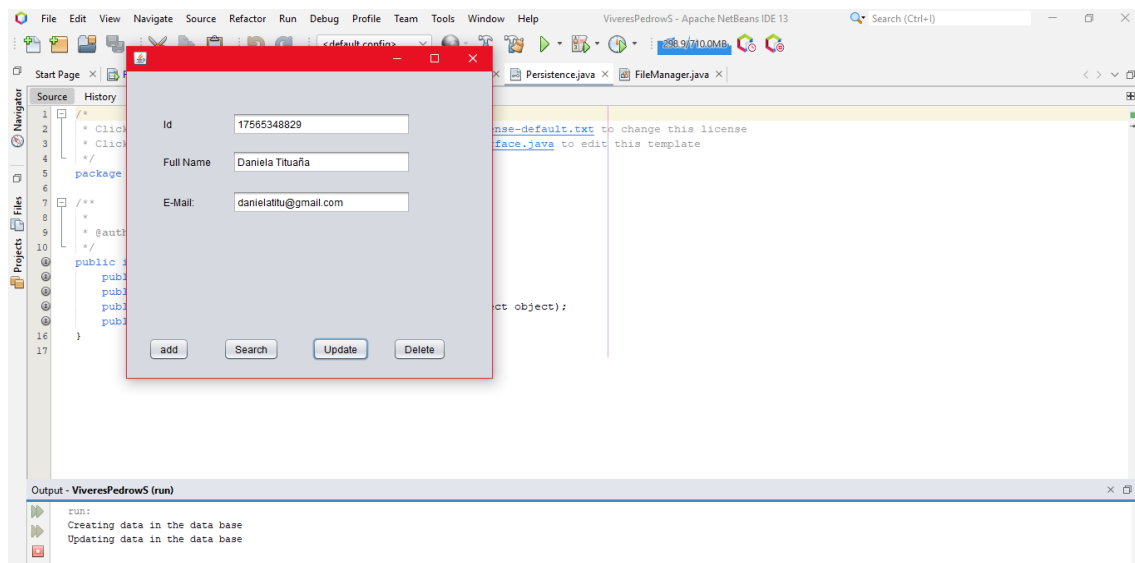 File Edit View Navigate Source Refactor Run Debug Profile Team Tools Window Help ViveresPedrowS - Apache NetBeans IDE 13 Search (Ctrl+I)
<default config> 298.9/710.0MB
Start Page Persistence.java FileManager.java
Source History
Navigator
Files
Projects
1 /*
2 * Click nse-default.txt to change this license
3 * Click face.java to edit this template
4 */
5 package
6
7 /**
8 *
9 * @auth
10 */
public i
publ
publ
publ ect object);
publ
16 }
17
Id 17565348829
Full Name Daniela Tituaña
E-Mail: danielatitu@gmail.com
add Search Update Delete
Output - ViveresPedrowS (run)
run:
Creating data in the data base
Updating data in the data base